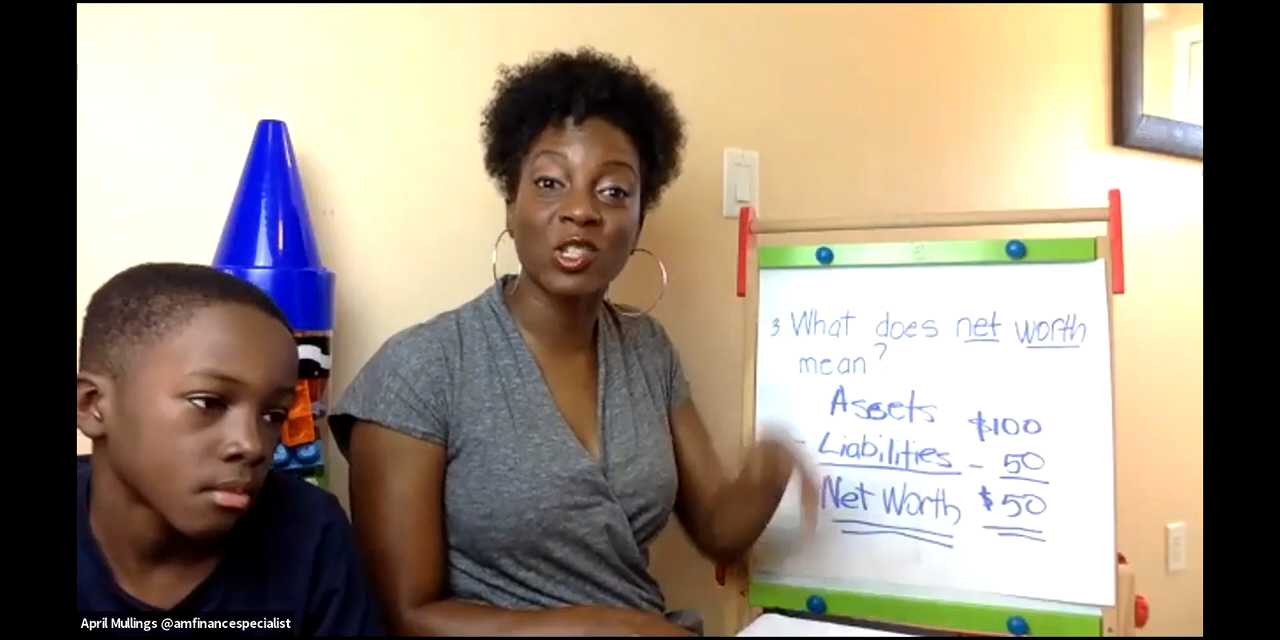 3. What does net worth
mean?
Assets $100
- Liabilities - 50
Net Worth $50
April Mullings @amfinancespecialist